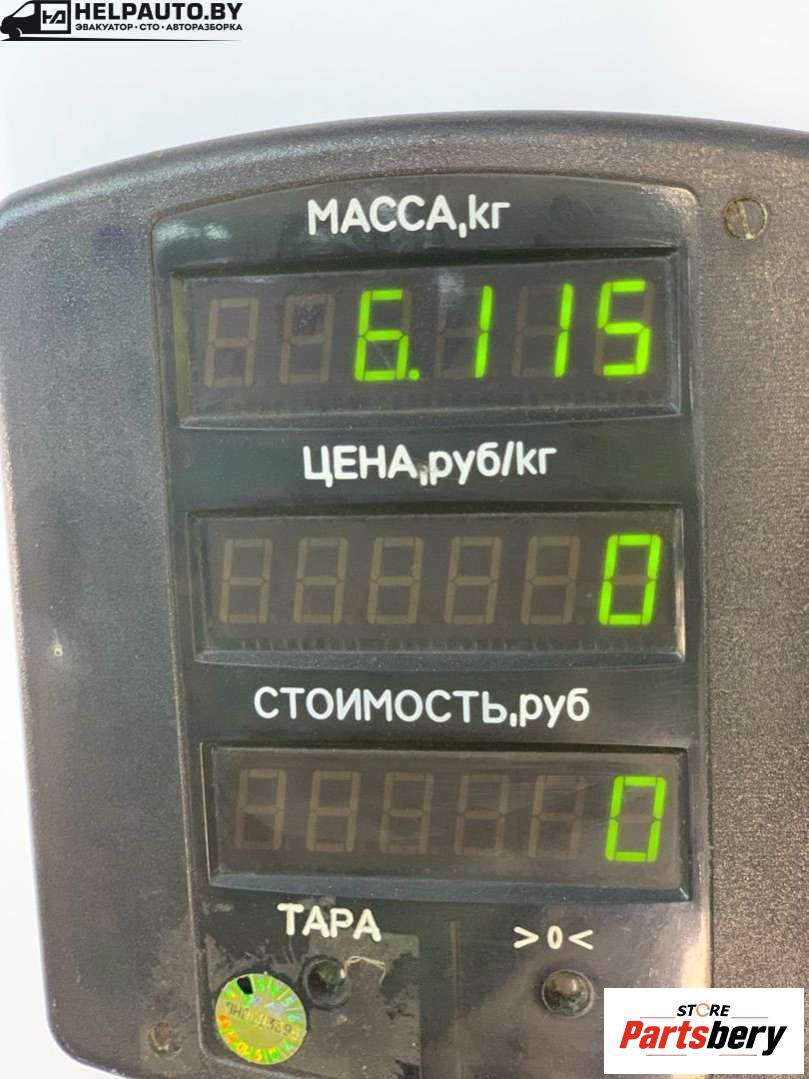 HELPAUTO.BY
ЭВАКУАТОР • СТО • АВТОРАЗБОРКА
МАССА,кг
6.115
ЦЕНА,руб/кг
0
СТОИМОСТЬ,руб
0
ТАРА
>0<
STORE
Partsbery